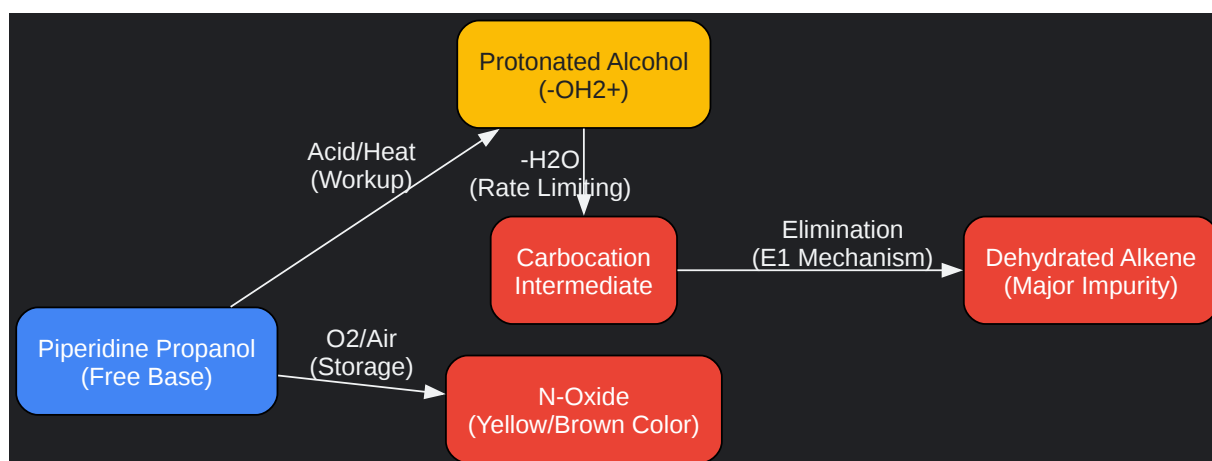 Protonated Alcohol
(-OH2+)
Acid/Heat
(Workup)
-H2O
(Rate Limiting)
Carbocation
Intermediate
Elimination
(E1 Mechanism)
Dehydrated Alkene
(Major Impurity)
Piperidine Propanol
(Free Base)
O2/Air
(Storage)
N-Oxide
(Yellow/Brown Color)